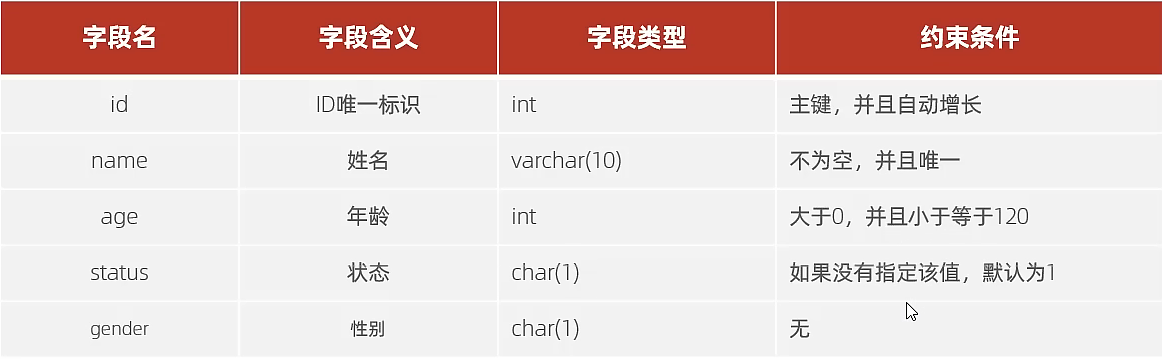 字段名 字段含义 字段类型 约束条件
id ID唯一标识 int 主键，并且自动增长
name 姓名 varchar(10) 不为空，并且唯一
age 年龄 int 大于0，并且小于等于120
status 状态 char(1) 如果没有指定该值，默认为1
gender 性别 char(1) 无